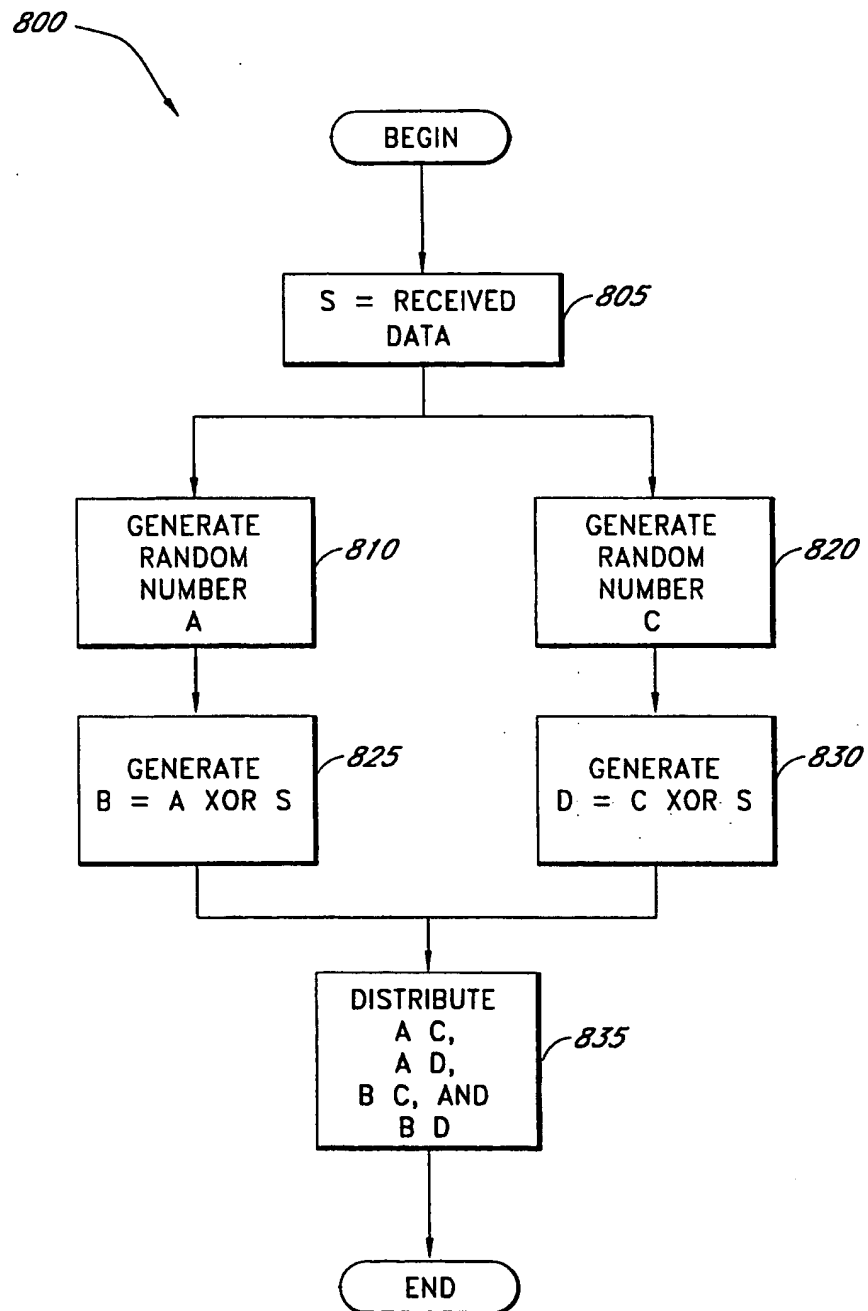 800
BEGIN
S = RECEIVED
DATA
805
GENERATE
RANDOM
NUMBER
A
810
GENERATE
RANDOM
NUMBER
C
820
GENERATE
B = A XOR S
825
GENERATE
D = C XOR S
830
DISTRIBUTE
A C,
A D,
B C, AND
B D
835
END